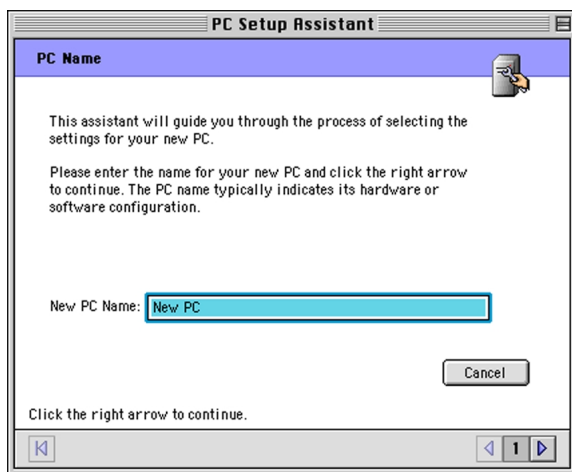 PC Setup Assistant
PC Name
This assistant will guide you through the process of selecting the
settings for your new PC.
Please enter the name for your new PC and click the right arrow
to continue. The PC name typically indicates its hardware or
software configuration.
New PC Name: New PC
Cancel
Click the right arrow to continue.
1